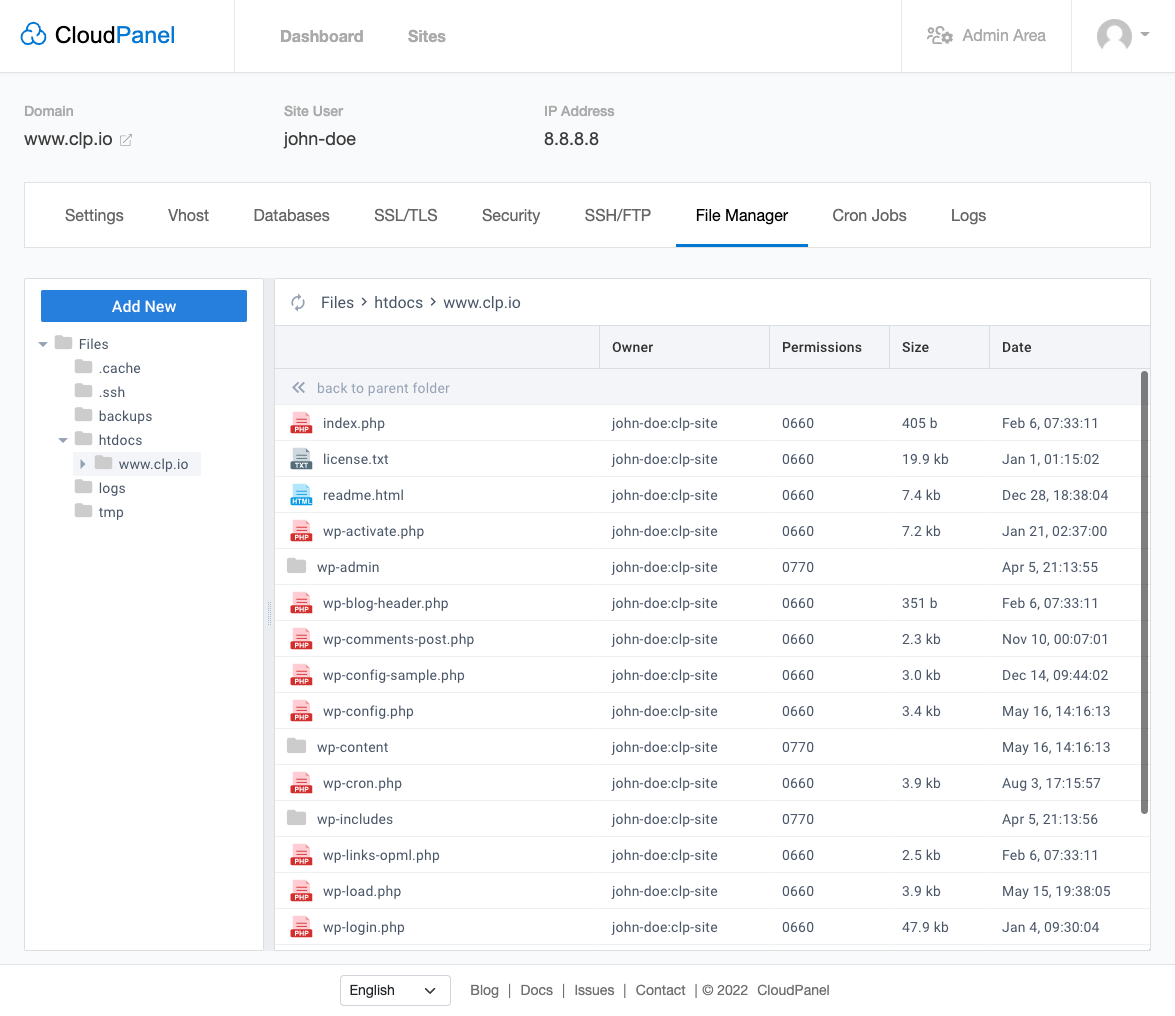 CloudPanel Dashboard Sites Admin Area
Domain Site User IP Address
www.clp.io john-doe 8.8.8.8
Settings Vhost Databases SSL/TLS Security SSH/FTP File Manager Cron Jobs Logs
Add New
Files
.cache
.ssh
backups
htdocs
www.clp.io
logs
tmp
Files > htdocs > www.clp.io
Owner Permissions Size Date
back to parent folder
PHP index.php john-doe:clp-site 0660 405 b Feb 6, 07:33:11
TXT license.txt john-doe:clp-site 0660 19.9 kb Jan 1, 01:15:02
HTML readme.html john-doe:clp-site 0660 7.4 kb Dec 28, 18:38:04
PHP wp-activate.php john-doe:clp-site 0660 7.2 kb Jan 21, 02:37:00
wp-admin john-doe:clp-site 0770 Apr 5, 21:13:55
PHP wp-blog-header.php john-doe:clp-site 0660 351 b Feb 6, 07:33:11
PHP wp-comments-post.php john-doe:clp-site 0660 2.3 kb Nov 10, 00:07:01
PHP wp-config-sample.php john-doe:clp-site 0660 3.0 kb Dec 14, 09:44:02
PHP wp-config.php john-doe:clp-site 0660 3.4 kb May 16, 14:16:13
wp-content john-doe:clp-site 0770 May 16, 14:16:13
PHP wp-cron.php john-doe:clp-site 0660 3.9 kb Aug 3, 17:15:57
wp-includes john-doe:clp-site 0770 Apr 5, 21:13:56
PHP wp-links-opml.php john-doe:clp-site 0660 2.5 kb Feb 6, 07:33:11
PHP wp-load.php john-doe:clp-site 0660 3.9 kb May 15, 19:38:05
PHP wp-login.php john-doe:clp-site 0660 47.9 kb Jan 4, 09:30:04
English Blog | Docs | Issues | Contact | © 2022 CloudPanel